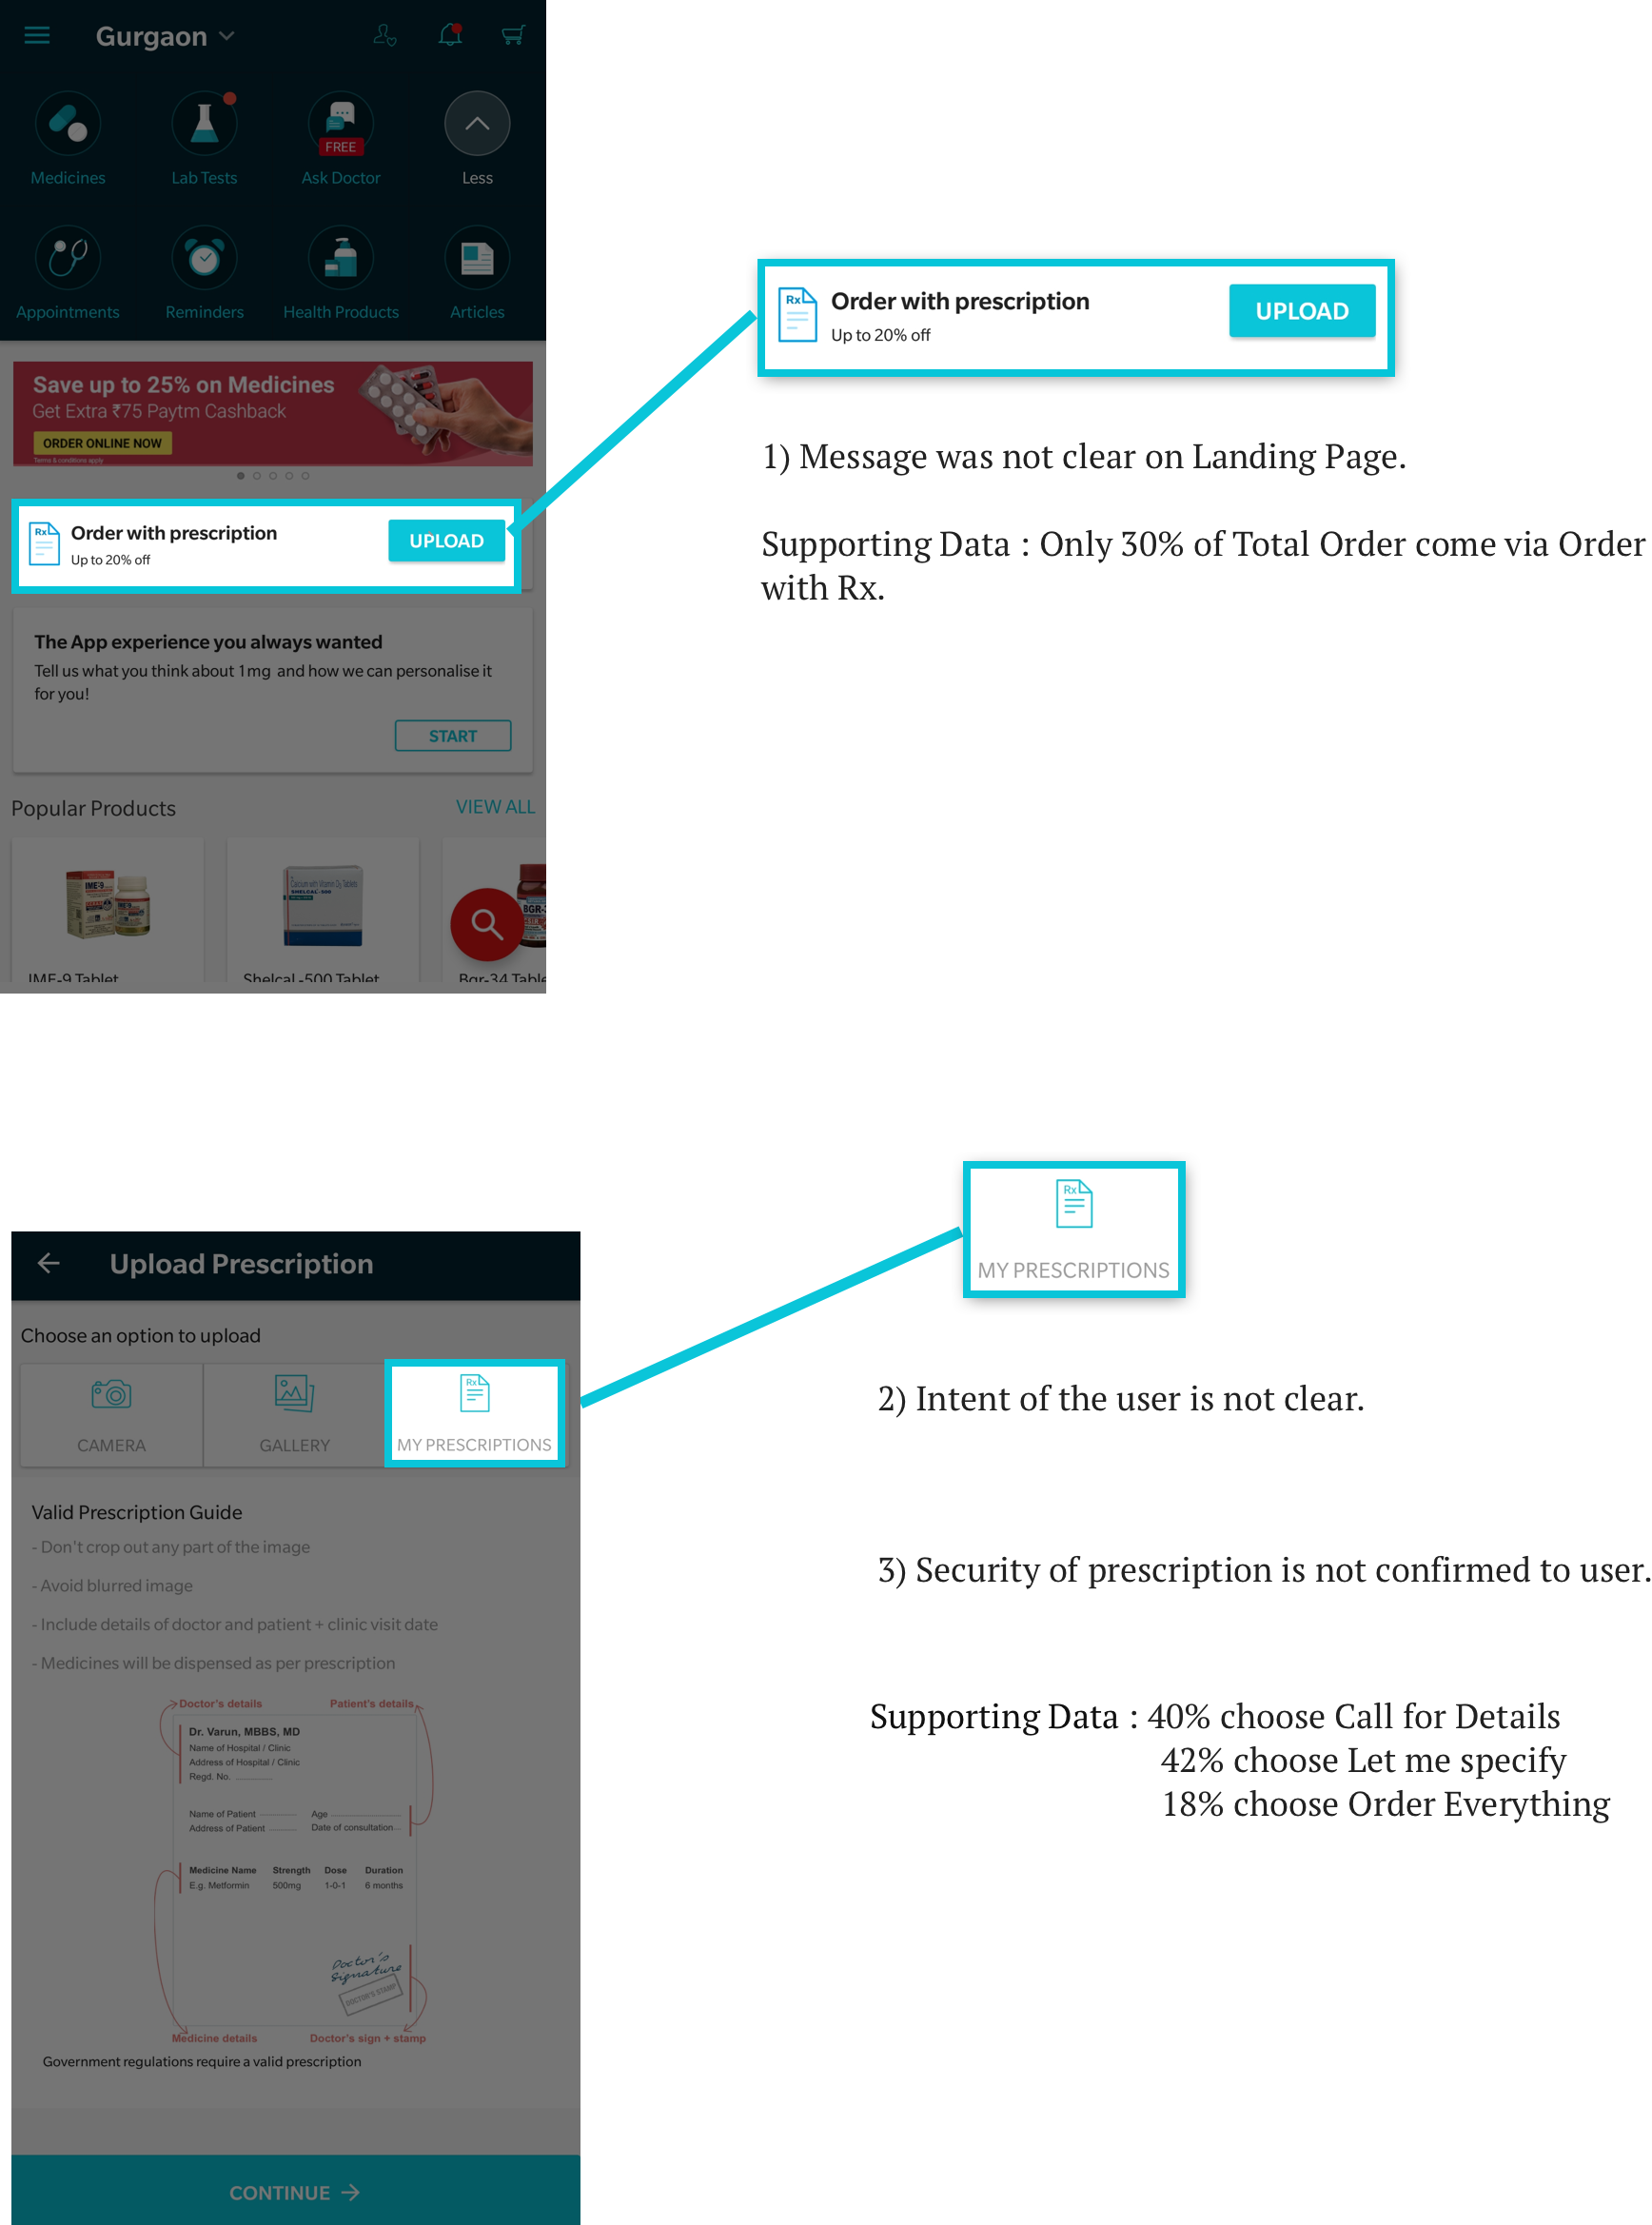 Gurgaon
FREE
Medicines
Lab Tests
Ask Doctor
Less
Appointments
Reminders
Health Products
Articles
Save up to 25% on Medicines
Get Extra ₹75 Paytm Cashback
ORDER ONLINE NOW
Terms & conditions apply
Rx
Order with prescription
Up to 20% off
UPLOAD
The App experience you always wanted
Tell us what you think about 1mg and how we can personalise it
for you!
START
Popular Products
VIEW ALL
IME-9
Calcium with Vitamin D3 Tablets
SHELCAL-500
BGR-3
IME-9 Tablet
Shelcal -500 Tablet
Bgr-34 Table
Rx
Order with prescription
Up to 20% off
UPLOAD
1) Message was not clear on Landing Page.
Supporting Data : Only 30% of Total Order come via Order
with Rx.
Upload Prescription
Choose an option to upload
CAMERA
GALLERY
Rx
MY PRESCRIPTIONS
Valid Prescription Guide
- Don't crop out any part of the image
- Avoid blurred image
- Include details of doctor and patient + clinic visit date
- Medicines will be dispensed as per prescription
Doctor's details
Patient's details
Dr. Varun, MBBS, MD
Name of Hospital / Clinic
Address of Hospital / Clinic
Regd. No.
Name of Patient
Age
Address of Patient
Date of consultation
Medicine Name Strength Dose Duration
E.g. Metformin 500mg 1-0-1 6 months
Doctor's
Signature
DOCTOR'S STAMP
Medicine details
Doctor's sign + stamp
Government regulations require a valid prescription
CONTINUE
Rx
MY PRESCRIPTIONS
2) Intent of the user is not clear.
3) Security of prescription is not confirmed to user.
Supporting Data : 40% choose Call for Details
42% choose Let me specify
18% choose Order Everything